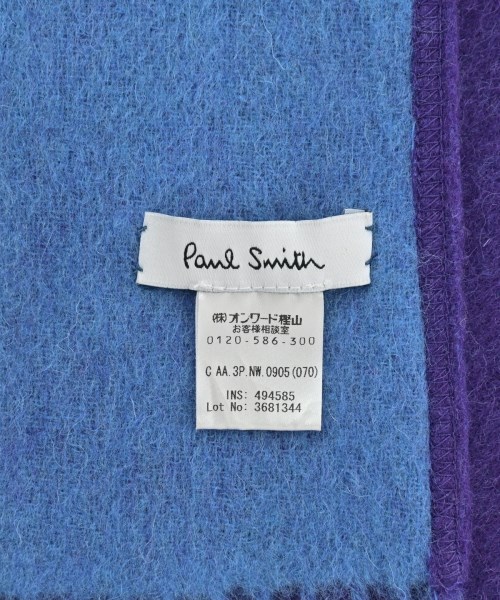 Paul Smith
(株)オンワード樫山
お客様相談室
0120-586-300
C AA.3P.NW.0905(070)
INS: 494585
Lot No: 3681344